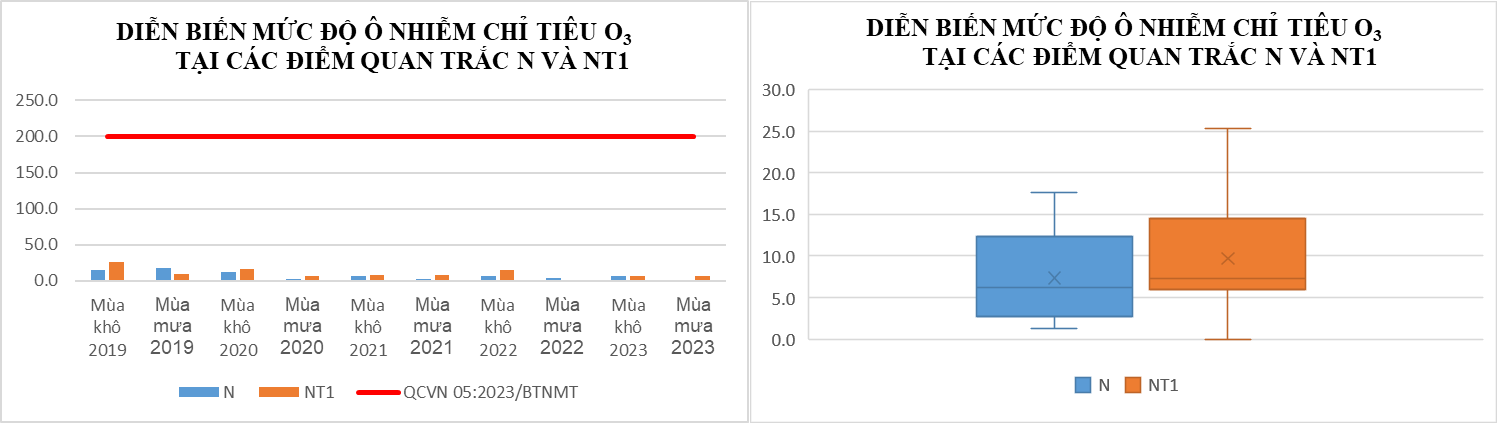 DIỄN BIẾN MỨC ĐỘ Ô NHIỄM CHỈ TIÊU O₃
TẠI CÁC ĐIỂM QUAN TRẮC N VÀ NT1
250.0
200.0
150.0
100.0
50.0
0.0
Mùa khô 2019
Mùa mưa 2019
Mùa khô 2020
Mùa mưa 2020
Mùa khô 2021
Mùa mưa 2021
Mùa khô 2022
Mùa mưa 2022
Mùa khô 2023
Mùa mưa 2023
N NT1 QCVN 05:2023/BTNMT
DIỄN BIẾN MỨC ĐỘ Ô NHIỄM CHỈ TIÊU O₃
TẠI CÁC ĐIỂM QUAN TRẮC N VÀ NT1
30.0
25.0
20.0
15.0
10.0
5.0
0.0
N NT1